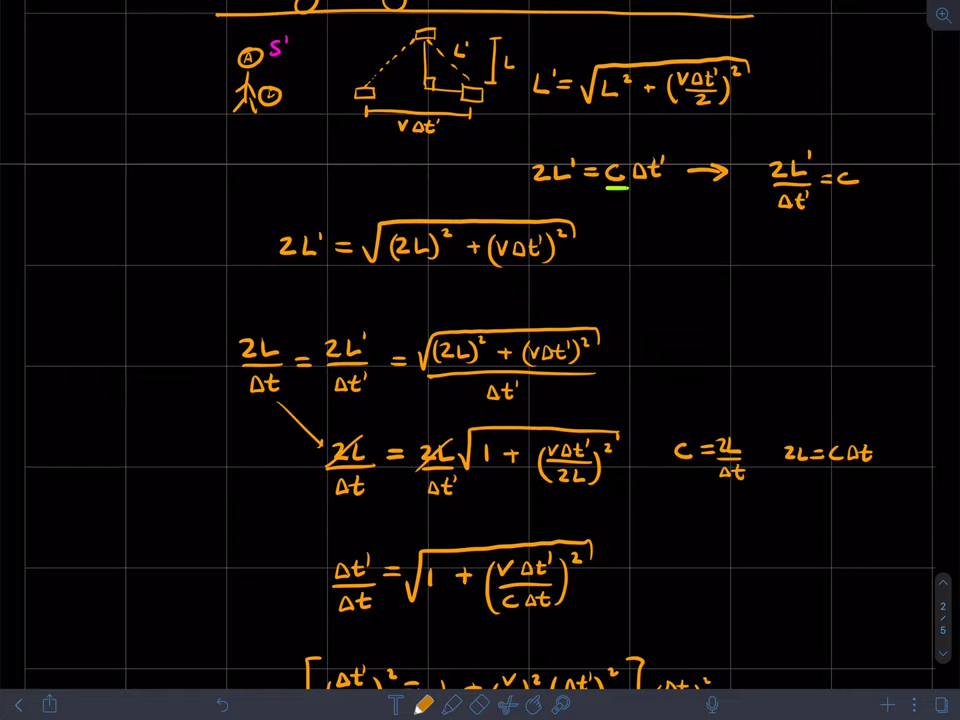 A S'
L'
L
L' = √(L² + (VΔt'/2)²)
VΔt'
2L' = CΔt' → 2L'/Δt' = C
2L' = √((2L)² + (VΔt')²)
2L/Δt = 2L'/Δt' = √((2L)² + (VΔt')²)/Δt'
2L/Δt = 2L/Δt' √(1 + (VΔt'/2L)²) C = 2L/Δt 2L = CΔt
Δt'/Δt = √(1 + (VΔt'/CΔt)²)
2/5